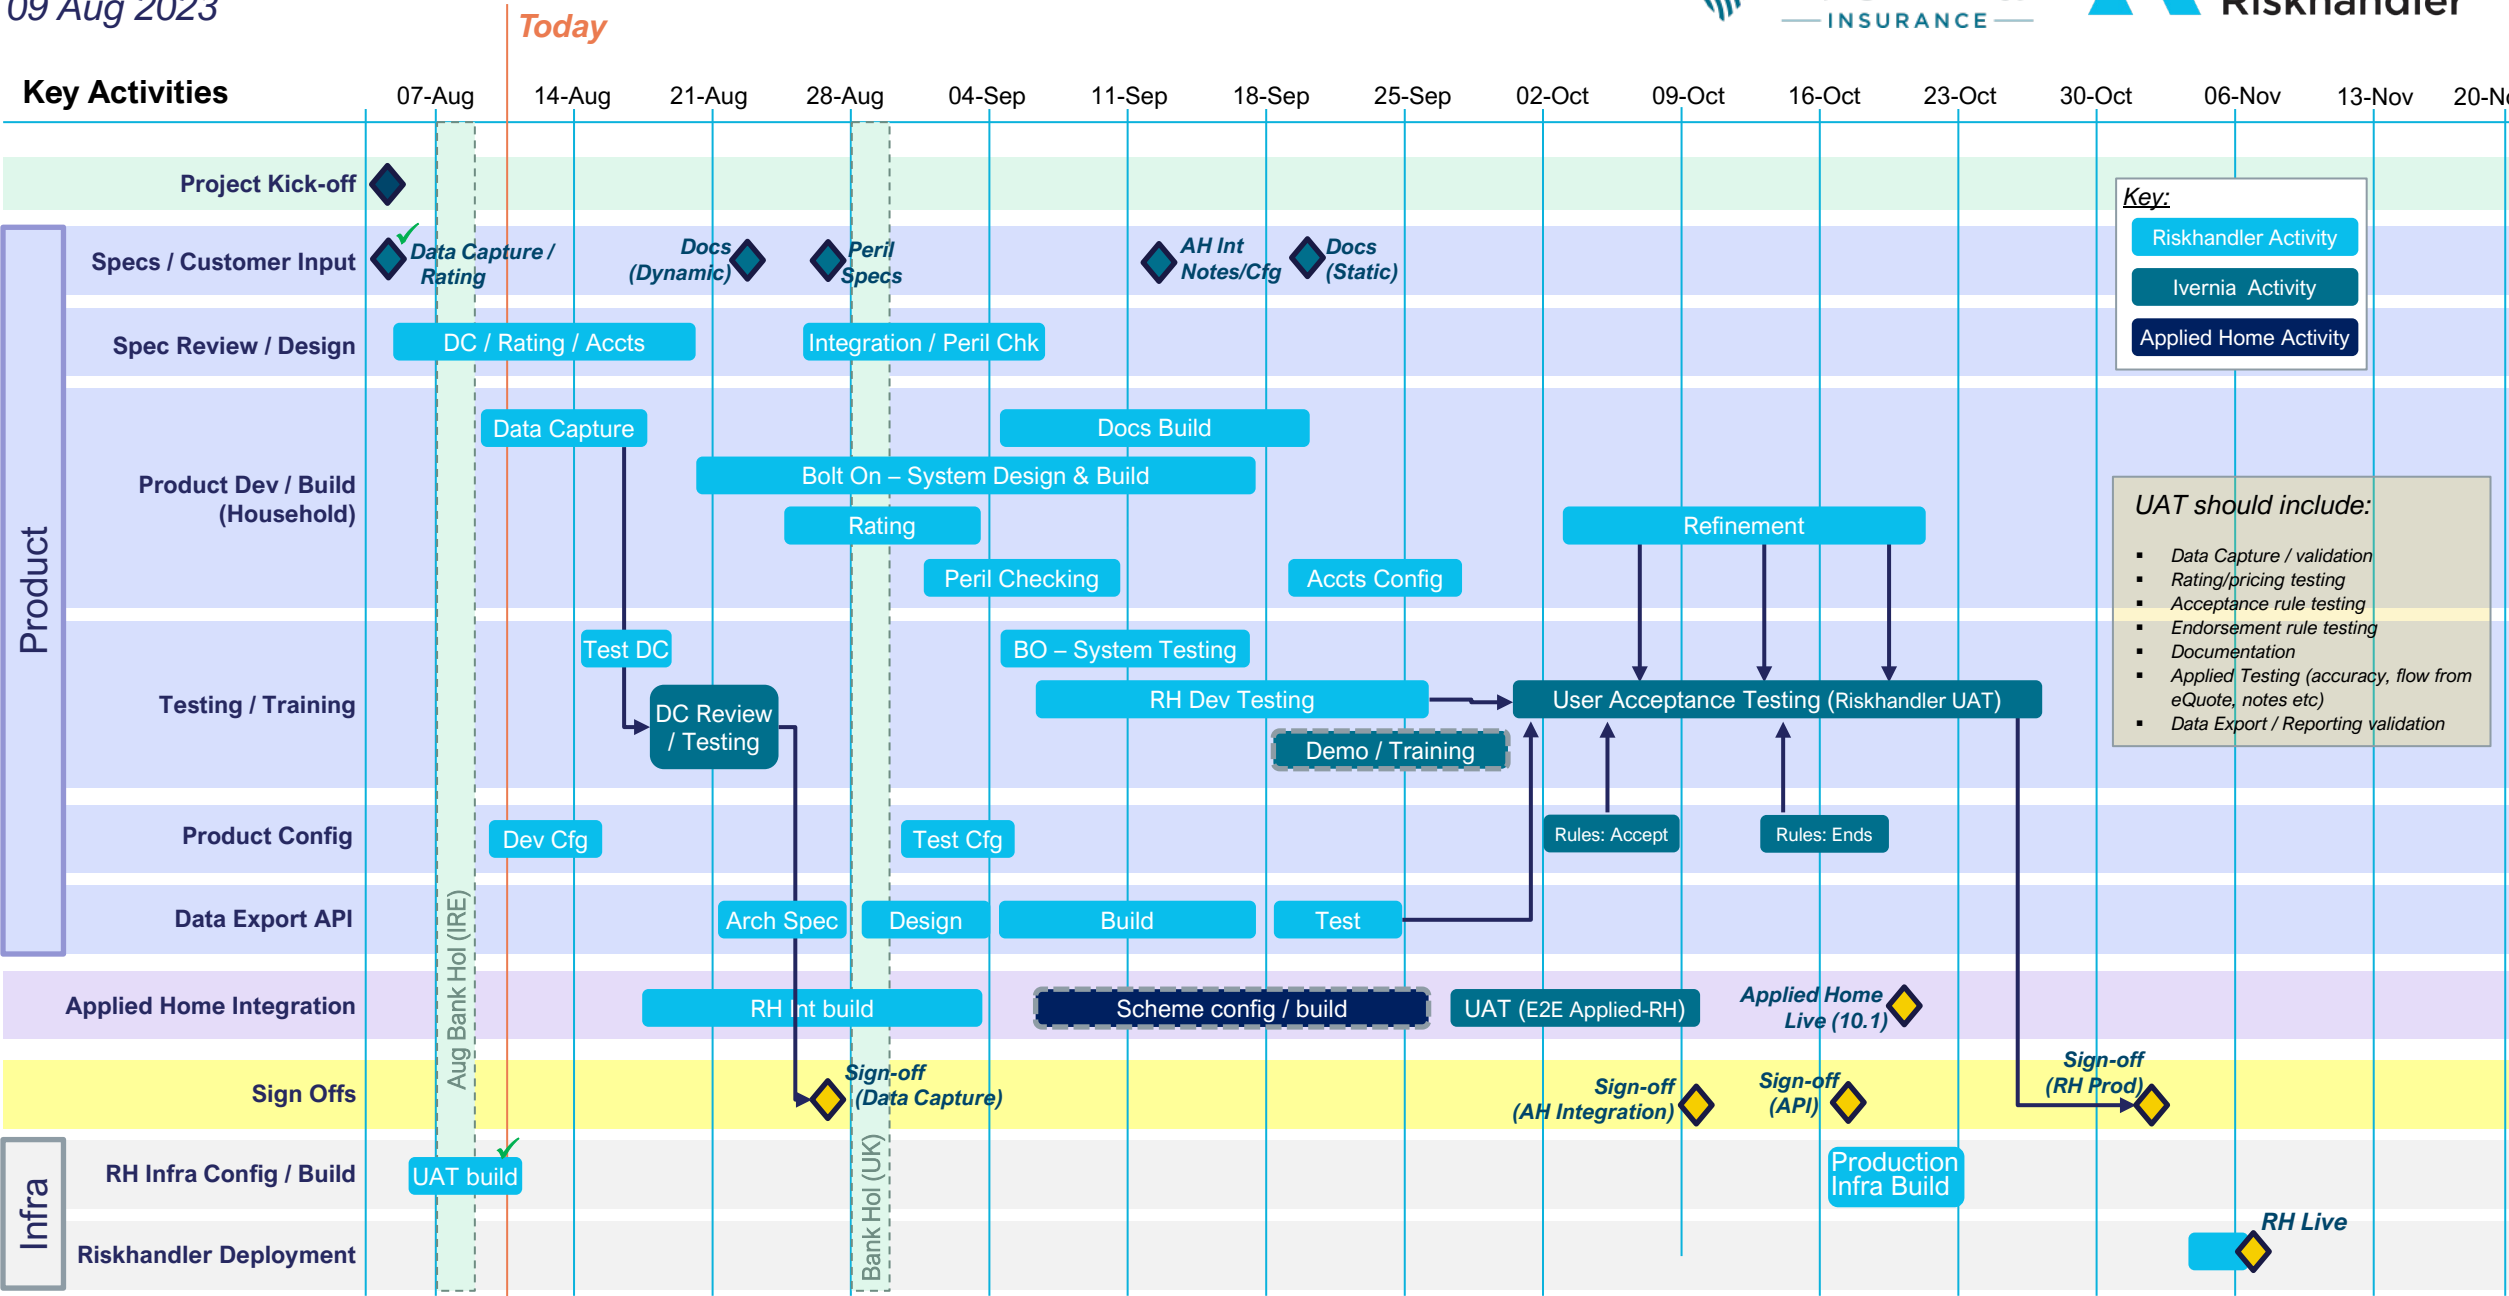 09 Aug 2023
Today
INSURANCE
Riskhandler
Key Activities
07-Aug
14-Aug
21-Aug
28-Aug
04-Sep
11-Sep
18-Sep
25-Sep
02-Oct
09-Oct
16-Oct
23-Oct
30-Oct
06-Nov
13-Nov
Project Kick-off
Key:
Riskhandler Activity
Ivernia Activity
Applied Home Activity
Product
Specs / Customer Input
Data Capture /
Rating
Docs
(Dynamic)
Peril
Specs
AH Int
Notes/Cfg
Docs
(Static)
Spec Review / Design
DC / Rating / Accts
Integration / Peril Chk
Product Dev / Build
(Household)
Data Capture
Docs Build
Bolt On – System Design & Build
Rating
Refinement
Peril Checking
Accts Config
UAT should include:
▪ Data Capture / validation
▪ Rating/pricing testing
▪ Acceptance rule testing
▪ Endorsement rule testing
▪ Documentation
▪ Applied Testing (accuracy, flow from
eQuote, notes etc)
▪ Data Export / Reporting validation
Testing / Training
Test DC
BO – System Testing
DC Review
/ Testing
RH Dev Testing
User Acceptance Testing (Riskhandler UAT)
Demo / Training
Product Config
Dev Cfg
Test Cfg
Rules: Accept
Rules: Ends
Data Export API
Arch Spec
Design
Build
Test
Aug Bank Hol (IRE)
Applied Home Integration
RH Int build
Scheme config / build
UAT (E2E Applied-RH)
Applied Home
Live (10.1)
Sign Offs
Sign-off
(Data Capture)
Sign-off
(AH Integration)
Sign-off
(API)
Sign-off
(RH Prod)
Bank Hol (UK)
Infra
RH Infra Config / Build
UAT build
Production
Infra Build
Riskhandler Deployment
RH Live